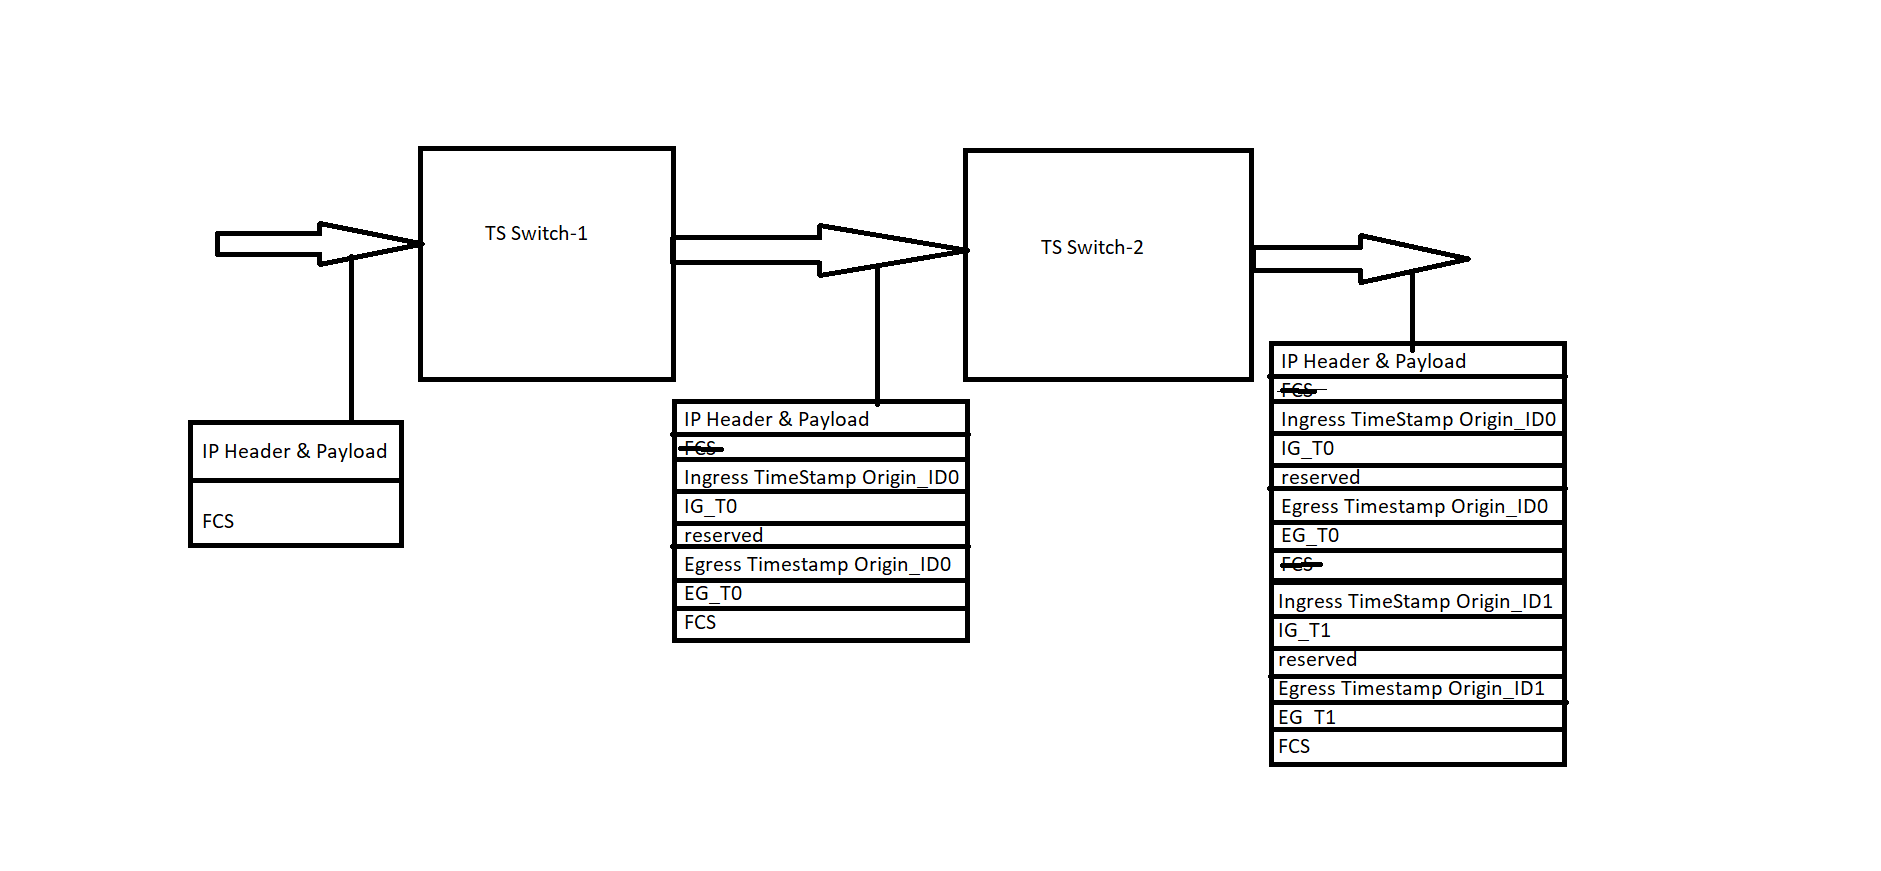 TS Switch-1
TS Switch-2
IP Header & Payload
FCS
IP Header & Payload
FCS
Ingress TimeStamp Origin_ID0
IG_T0
reserved
Egress Timestamp Origin_ID0
EG_T0
FCS
IP Header & Payload
FCS
Ingress TimeStamp Origin_ID0
IG_T0
reserved
Egress Timestamp Origin_ID0
EG_T0
FCS
Ingress TimeStamp Origin_ID1
IG_T1
reserved
Egress Timestamp Origin_ID1
EG_T1
FCS